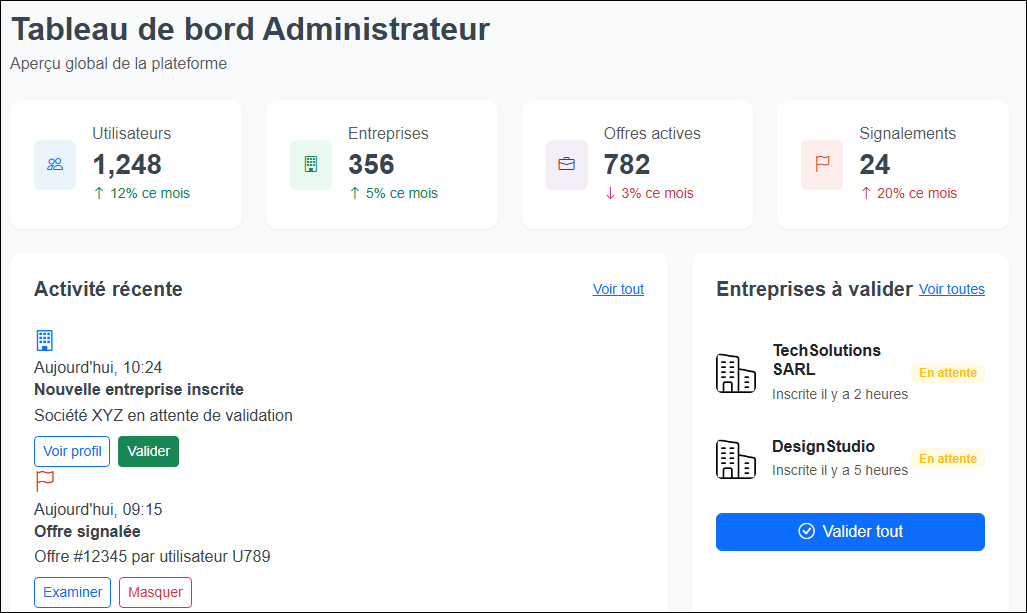 Tableau de bord Administrateur
Aperçu global de la plateforme
Utilisateurs
1,248
↑ 12% ce mois
Entreprises
356
↑ 5% ce mois
Offres actives
782
↓ 3% ce mois
Signalements
24
↑ 20% ce mois
Activité récente
Voir tout
Aujourd'hui, 10:24
Nouvelle entreprise inscrite
Société XYZ en attente de validation
Voir profil
Valider
Aujourd'hui, 09:15
Offre signalée
Offre #12345 par utilisateur U789
Examiner
Masquer
Entreprises à valider
Voir toutes
TechSolutions
SARL
Inscrite il y a 2 heures
En attente
DesignStudio
Inscrite il y a 5 heures
En attente
Valider tout